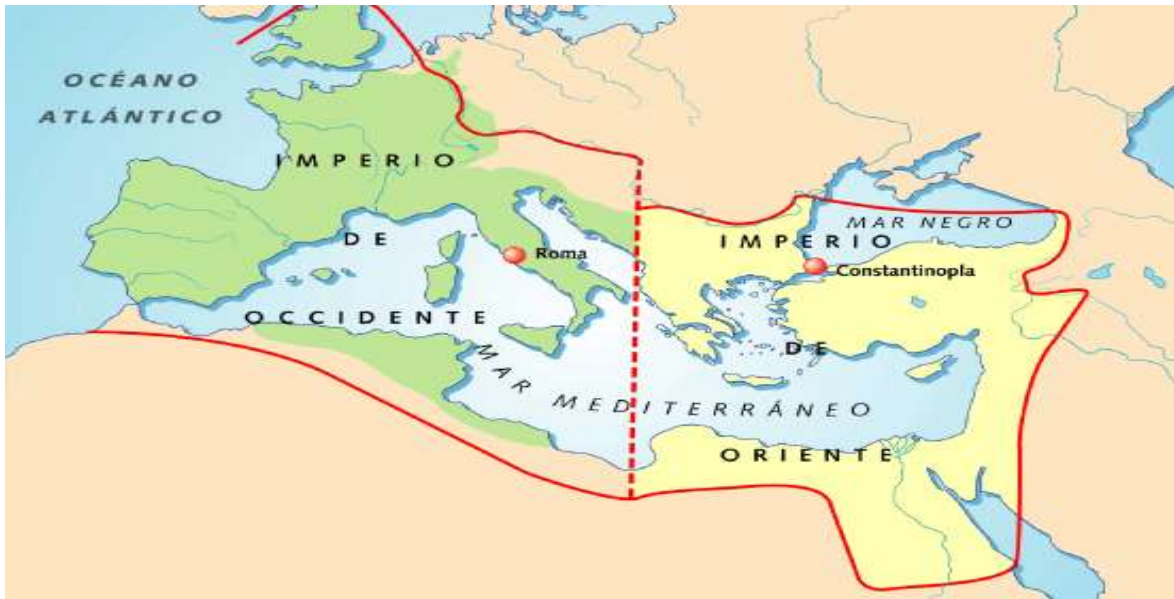 OCÉANO
ATLÁNTICO
IMPERIO
DE
OCCIDENTE
Roma
MAR MEDITERRÁNEO
MAR NEGRO
IMPERIO
Constantinopla
DE
ORIENTE